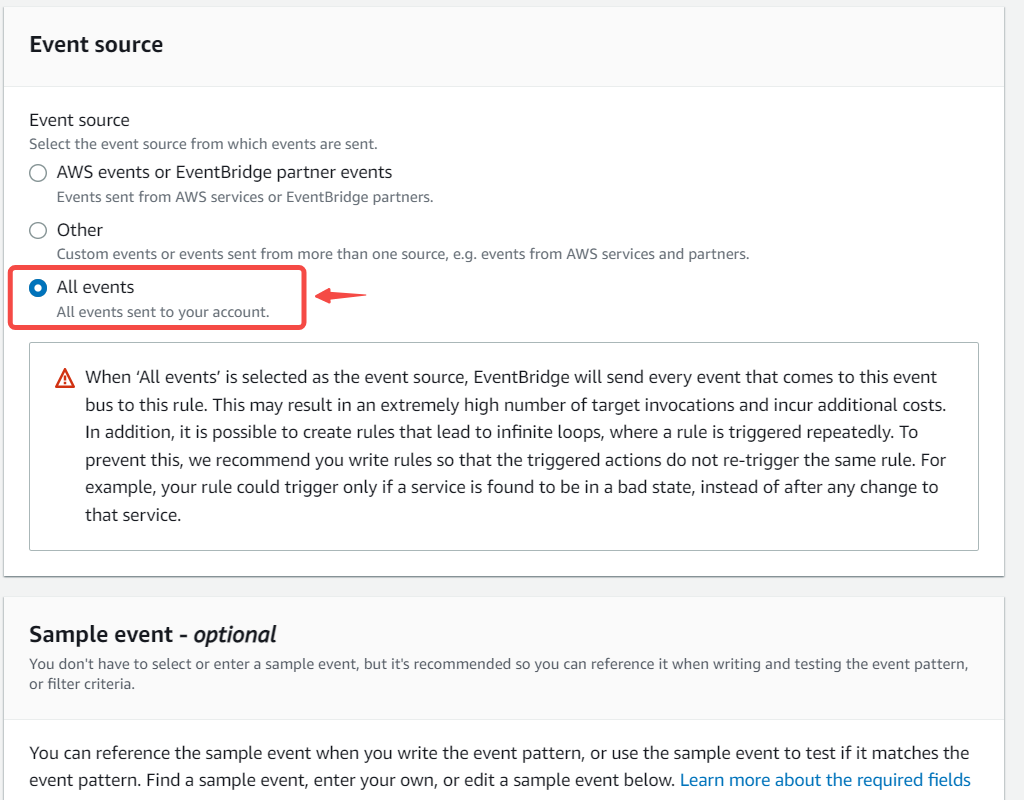 Event source
Event source
Select the event source from which events are sent.
AWS events or EventBridge partner events
Events sent from AWS services or EventBridge partners.
Other
Custom events or events sent from more than one source, e.g. events from AWS services and partners.
All events
All events sent to your account.
When ‘All events’ is selected as the event source, EventBridge will send every event that comes to this event
bus to this rule. This may result in an extremely high number of target invocations and incur additional costs.
In addition, it is possible to create rules that lead to infinite loops, where a rule is triggered repeatedly. To
prevent this, we recommend you write rules so that the triggered actions do not re-trigger the same rule. For
example, your rule could trigger only if a service is found to be in a bad state, instead of after any change to
that service.
Sample event - optional
You don't have to select or enter a sample event, but it's recommended so you can reference it when writing and testing the event pattern,
or filter criteria.
You can reference the sample event when you write the event pattern, or use the sample event to test if it matches the
event pattern. Find a sample event, enter your own, or edit a sample event below. Learn more about the required fields